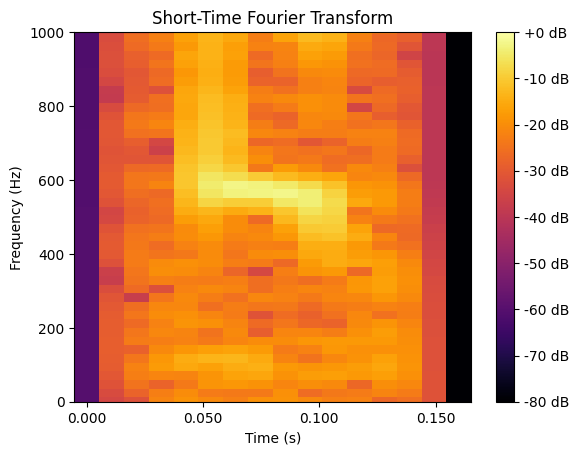 Short-Time Fourier Transform
Frequency (Hz)
1000
800
600
400
200
0
0.000
0.050
0.100
0.150
Time (s)
+0 dB
-10 dB
-20 dB
-30 dB
-40 dB
-50 dB
-60 dB
-70 dB
-80 dB